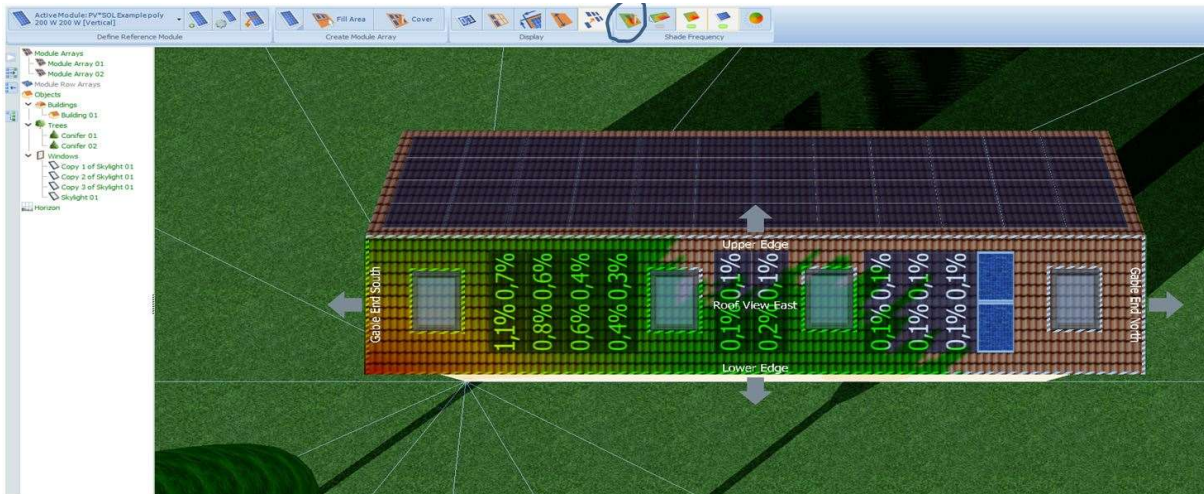 Active Module: PV*SOL Example poly
200 W 200 W [Vertical]
Fill Area
Cover
Define Reference Module
Create Module Array
Display
Shade Frequency
Module Arrays
Module Array 01
Module Array 02
Module Row Arrays
Objects
Buildings
Building 01
Trees
Conifer 01
Conifer 02
Windows
Copy 1 of Skylight 01
Copy 2 of Skylight 01
Copy 3 of Skylight 01
Skylight 01
Horizon
Upper Edge
Gable End South
1,1% 0,7%
0,8% 0,6%
0,6% 0,4%
0,4% 0,3%
0,1% 0,1%
0,2% 0,1%
Roof View East
0,1% 0,1%
0,1% 0,1%
0,1% 0,1%
Gable End North
Lower Edge